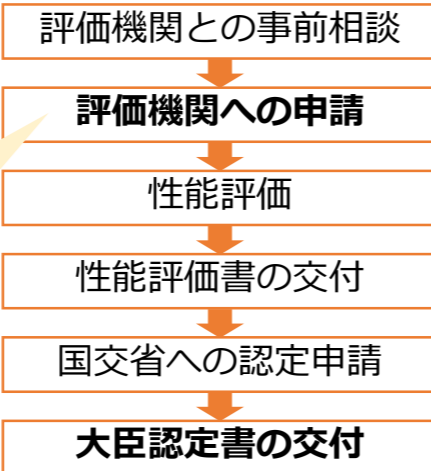 評価機関との事前相談
評価機関への申請
性能評価
性能評価書の交付
国交省への認定申請
大臣認定書の交付